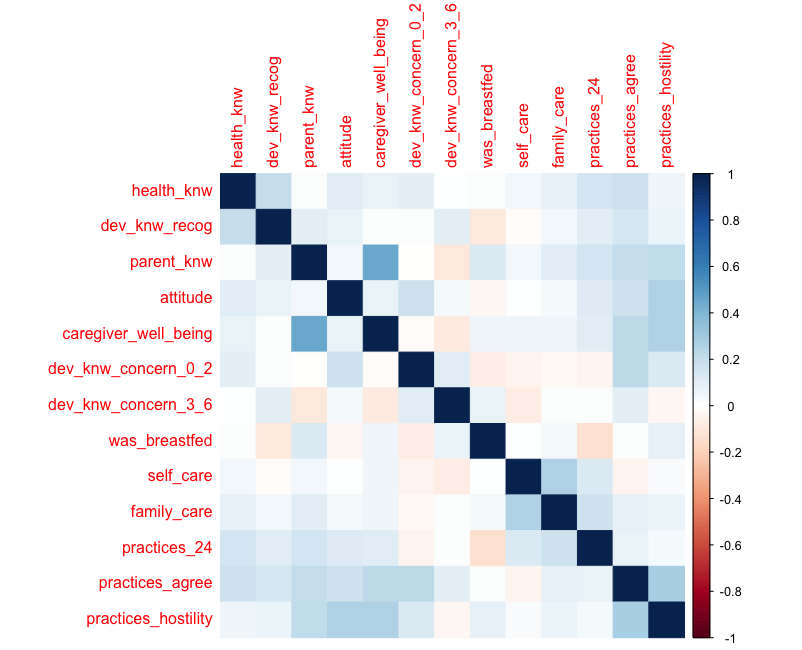 health_knw
dev_knw_recog
parent_knw
attitude
caregiver_well_being
dev_knw_concern_0_2
dev_knw_concern_3_6
was_breastfed
self_care
family_care
practices_24
practices_agree
practices_hostility
health_knw
dev_knw_recog
parent_knw
attitude
caregiver_well_being
dev_knw_concern_0_2
dev_knw_concern_3_6
was_breastfed
self_care
family_care
practices_24
practices_agree
practices_hostility
1
0.8
0.6
0.4
0.2
0
-0.2
-0.4
-0.6
-0.8
-1